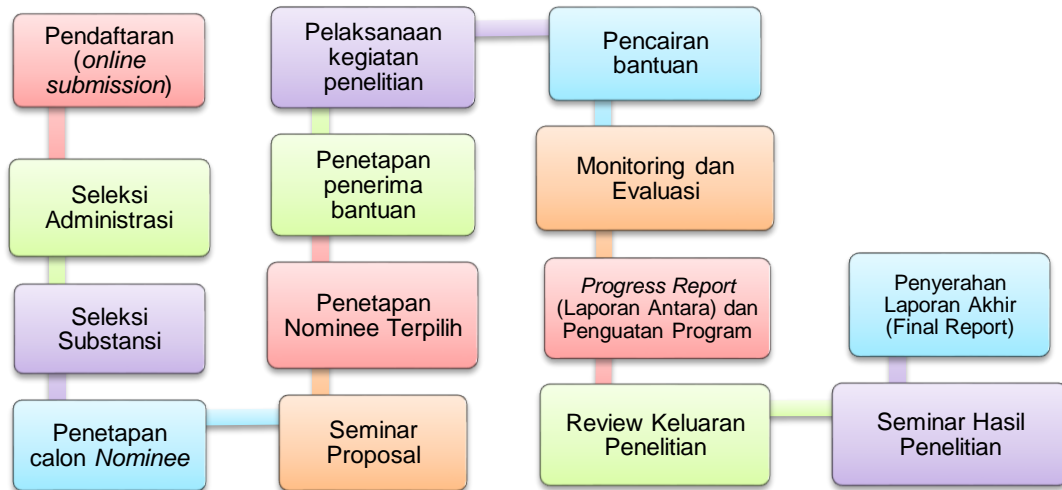 Pendaftaran
(online
submission)
Seleksi
Administrasi
Seleksi
Substansi
Penetapan
calon Nominee
Seminar
Proposal
Penetapan
Nominee Terpilih
Penetapan
penerima
bantuan
Pelaksanaan
kegiatan
penelitian
Pencairan
bantuan
Monitoring dan
Evaluasi
Progress Report
(Laporan Antara) dan
Penguatan Program
Review Keluaran
Penelitian
Seminar Hasil
Penelitian
Penyerahan
Laporan Akhir
(Final Report)